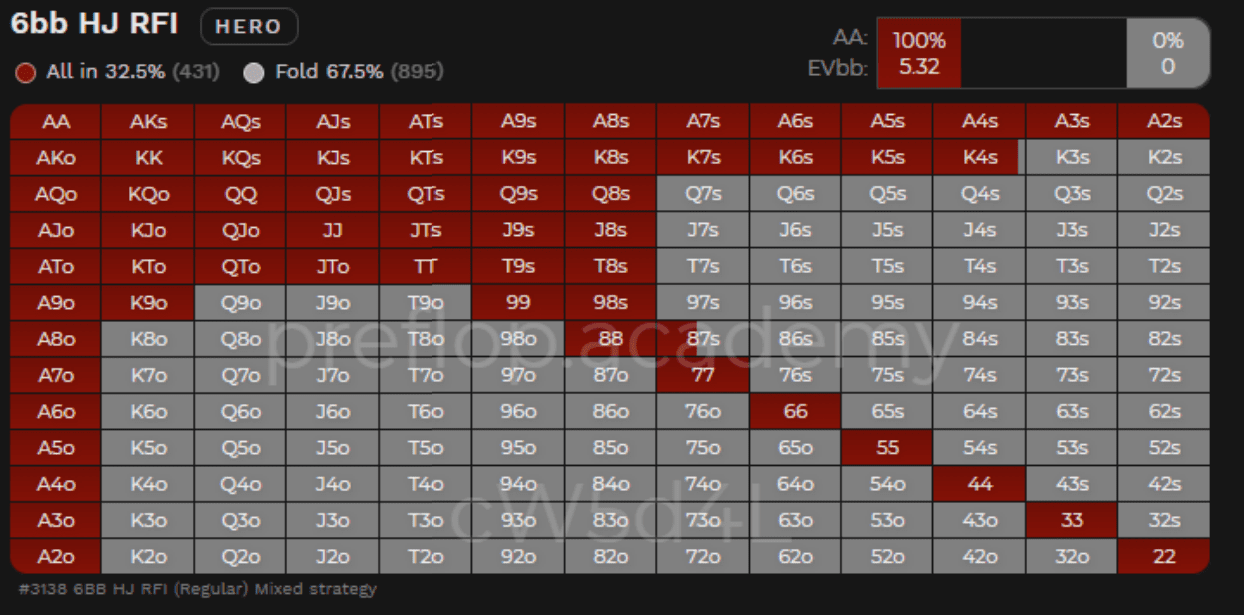 6bb HJ RFI HERO
AA: 100% 0%
EVbb: 5.32 0
All in 32.5% (431) Fold 67.5% (895)
AA AKs AQs AJs ATs A9s A8s A7s A6s A5s A4s A3s A2s
AKo KK KQs KJs KTs K9s K8s K7s K6s K5s K4s K3s K2s
AQo KQo QQ QJs QTs Q9s Q8s Q7s Q6s Q5s Q4s Q3s Q2s
AJo KJo QJo JJ JTs J9s J8s J7s J6s J5s J4s J3s J2s
ATo KTo QTo JTo TT T9s T8s T7s T6s T5s T4s T3s T2s
A9o K9o Q9o J9o T9o 99 98s 97s 96s 95s 94s 93s 92s
A8o K8o Q8o J8o T8o 98o 88 87s 86s 85s 84s 83s 82s
preflop.academy
A7o K7o Q7o J7o T7o 97o 87o 77 76s 75s 74s 73s 72s
A6o K6o Q6o J6o T6o 96o 86o 76o 66 65s 64s 63s 62s
A5o K5o Q5o J5o T5o 95o 85o 75o 65o 55 54s 53s 52s
A4o K4o Q4o J4o T4o 94o 84o 74o 64o 54o 44 43s 42s
A3o K3o Q3o J3o T3o 93o 83o 73o 63o 53o 43o 33 32s
cW5d4L
A2o K2o Q2o J2o T2o 92o 82o 72o 62o 52o 42o 32o 22
#3138 6BB HJ RFI (Regular) Mixed strategy